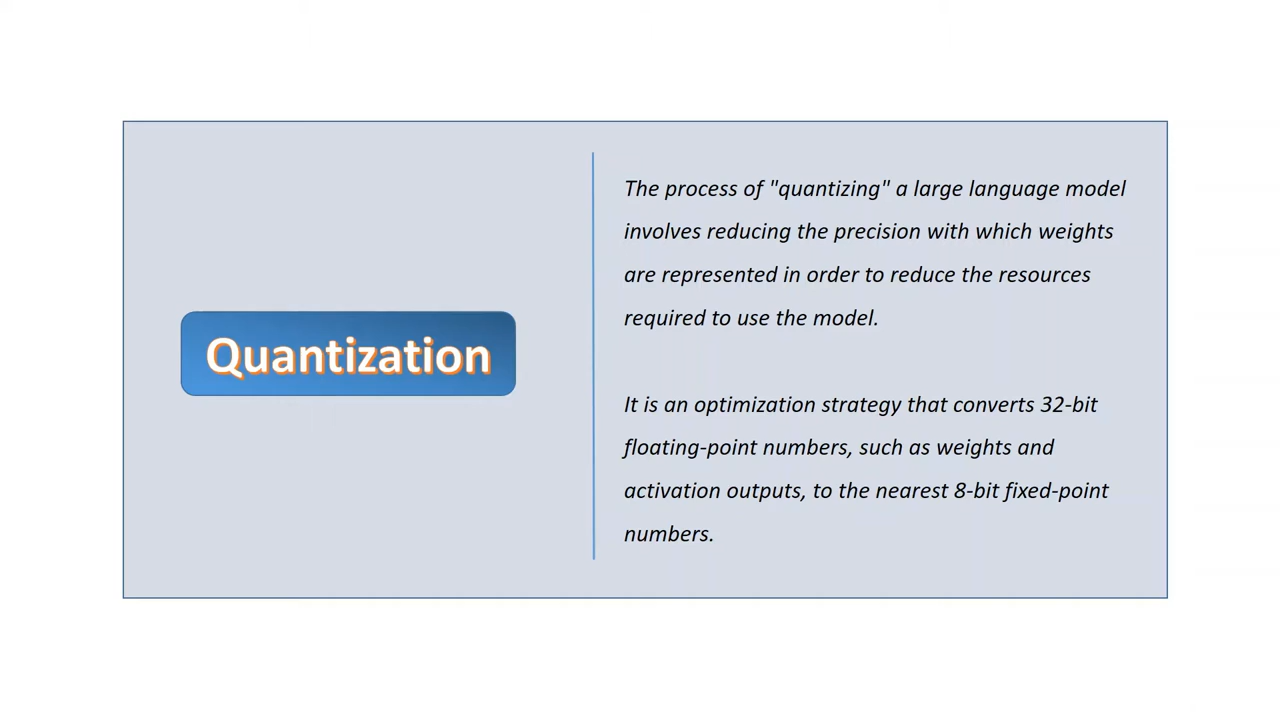 Quantization
The process of "quantizing" a large language model
involves reducing the precision with which weights
are represented in order to reduce the resources
required to use the model.
It is an optimization strategy that converts 32-bit
floating-point numbers, such as weights and
activation outputs, to the nearest 8-bit fixed-point
numbers.